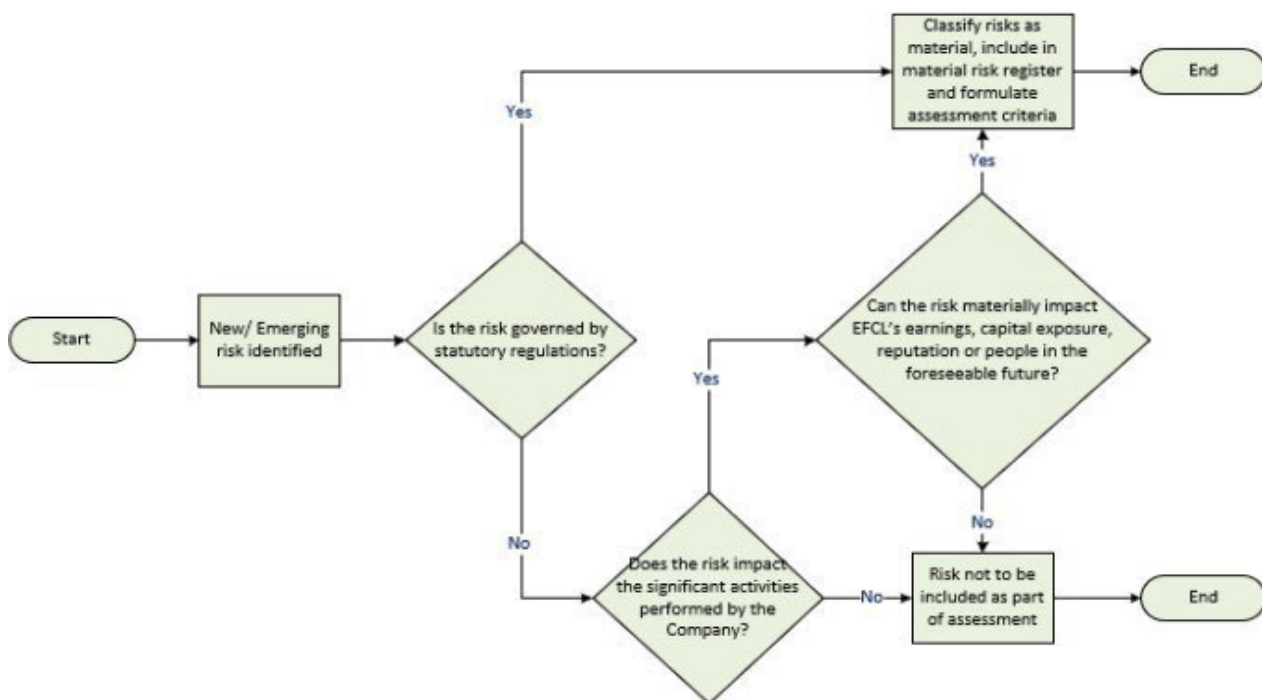 Classify risks as
material, include in
material risk register
and formulate
assessment criteria
End
Yes
Yes
Start
New/ Emerging
risk identified
Is the risk governed by
statutory regulations?
Can the risk materially impact
EFCL's earnings, capital exposure,
reputation or people in the
foreseeable future?
Yes
No
No
Does the risk impact
the significant activities
performed by the
Company?
No
Risk not to be
included as part
of assessment
End